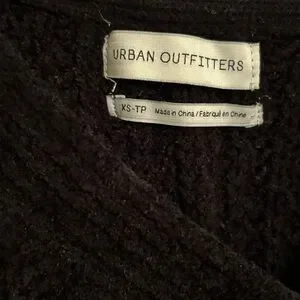 URBAN OUTFITTERS
XS-TP Made in China / Fabriqué en Chine